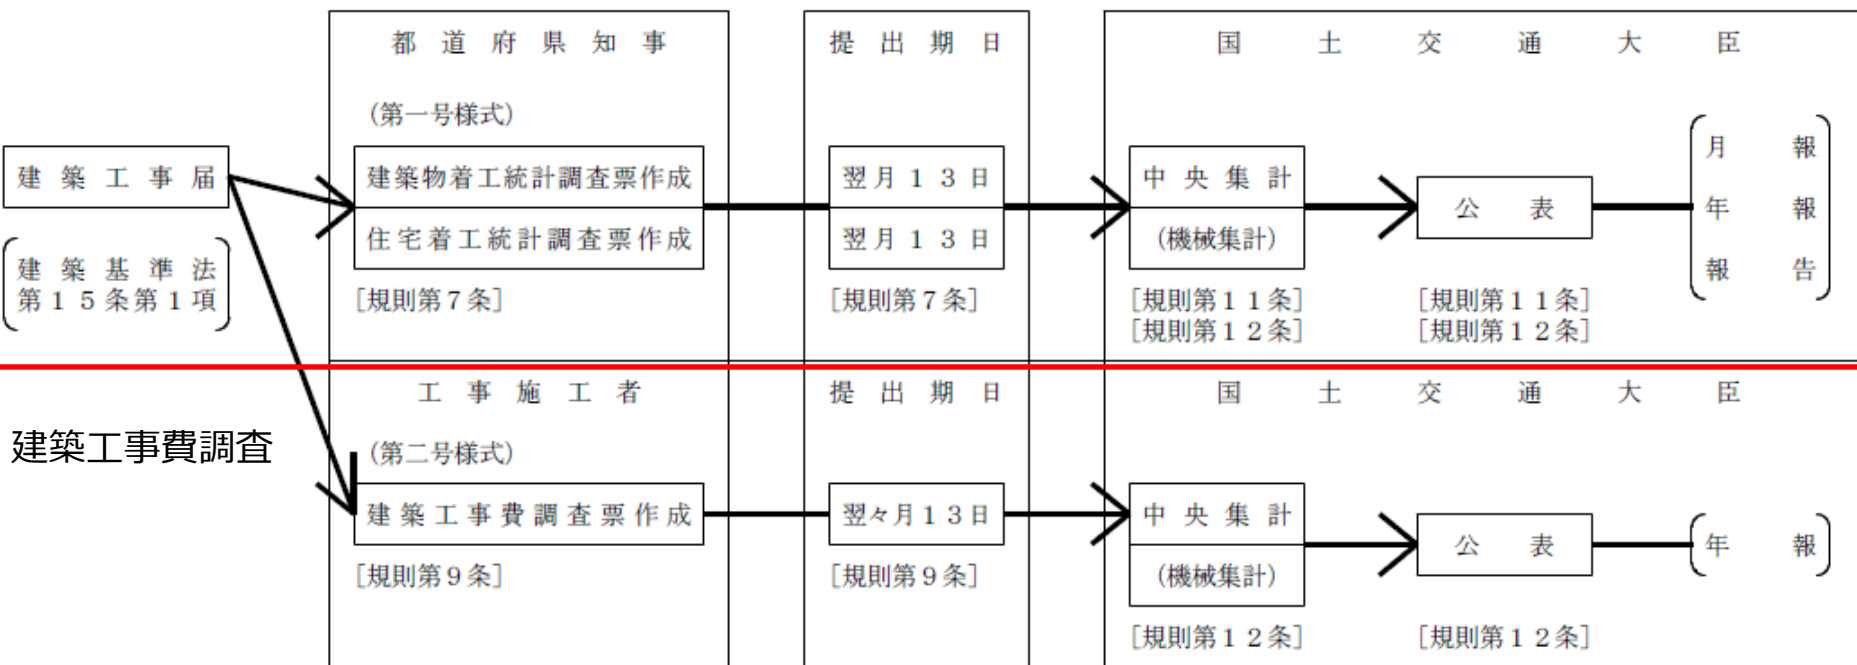 都道府県知事
提出期日
国土交通大臣
(第一号様式)
建築工事届
建築基準法
第15条第1項
建築物着工統計調査票作成
住宅着工統計調査票作成
[規則第7条]
翌月13日
翌月13日
[規則第7条]
中央集計
(機械集計)
[規則第11条]
[規則第12条]
公表
[規則第11条]
[規則第12条]
月報
年報
報告
工事施工者
提出期日
国土交通大臣
建築工事費調査
(第二号様式)
建築工事費調査票作成
[規則第9条]
翌々月13日
[規則第9条]
中央集計
(機械集計)
[規則第12条]
公表
[規則第12条]
年報